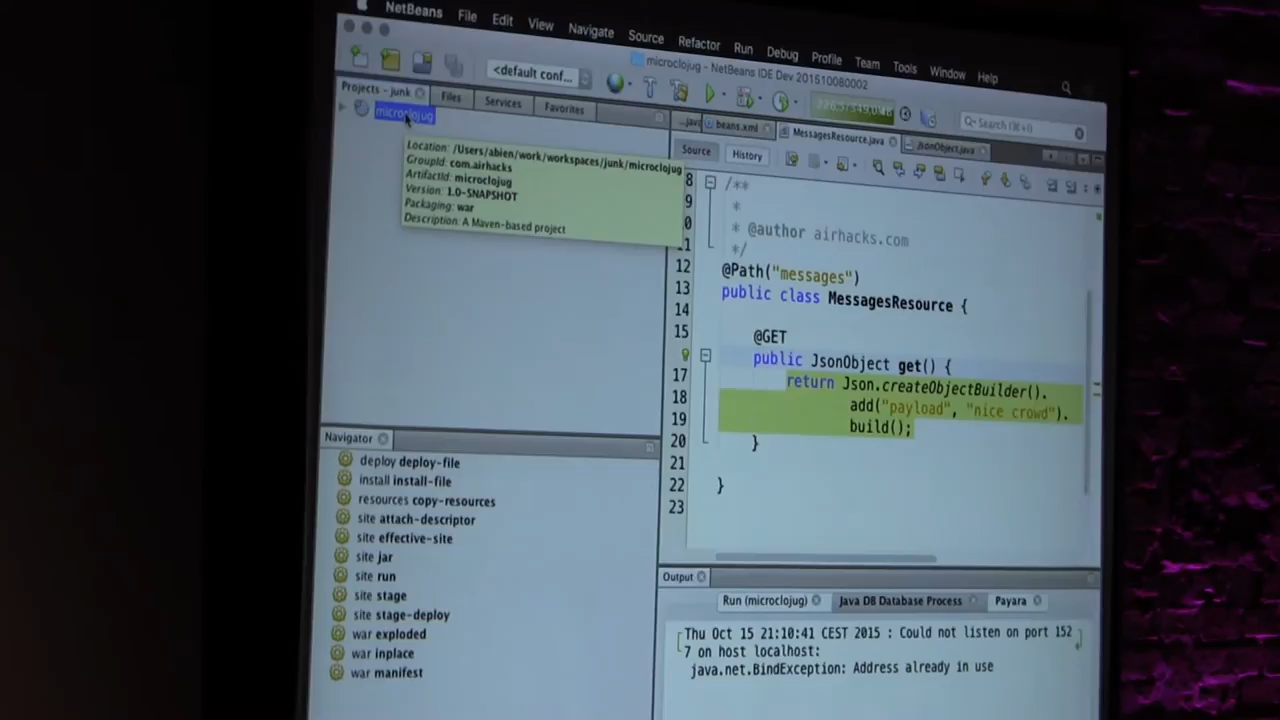 NetBeans File Edit View Navigate Source Refactor Run Debug Profile Team Tools Window Help
microclojug - NetBeans IDE Dev 201510080002
<default conf...
Search (⌘+I)
Projects - junk Files Services Favorites
microclojug
Location: /Users/abien/work/workspaces/junk/microclojug
GroupId: com.airhacks
ArtifactId: microclojug
Version: 1.0-SNAPSHOT
Packaging: war
Description: A Maven-based project
...java beans.xml MessagesResource.java JsonObject.java
Source History
8 /**
9 *
0 * @author airhacks.com
11 */
12 @Path("messages")
13 public class MessagesResource {
14
15 @GET
public JsonObject get() {
17 return Json.createObjectBuilder().
18 add("payload", "nice crowd").
19 build();
20 }
21
22 }
23
Navigator
deploy deploy-file
install install-file
resources copy-resources
site attach-descriptor
site effective-site
site jar
site run
site stage
site stage-deploy
war exploded
war inplace
war manifest
Output
Run (microclojug) Java DB Database Process Payara
Thu Oct 15 21:10:41 CEST 2015 : Could not listen on port 152
7 on host localhost:
java.net.BindException: Address already in use